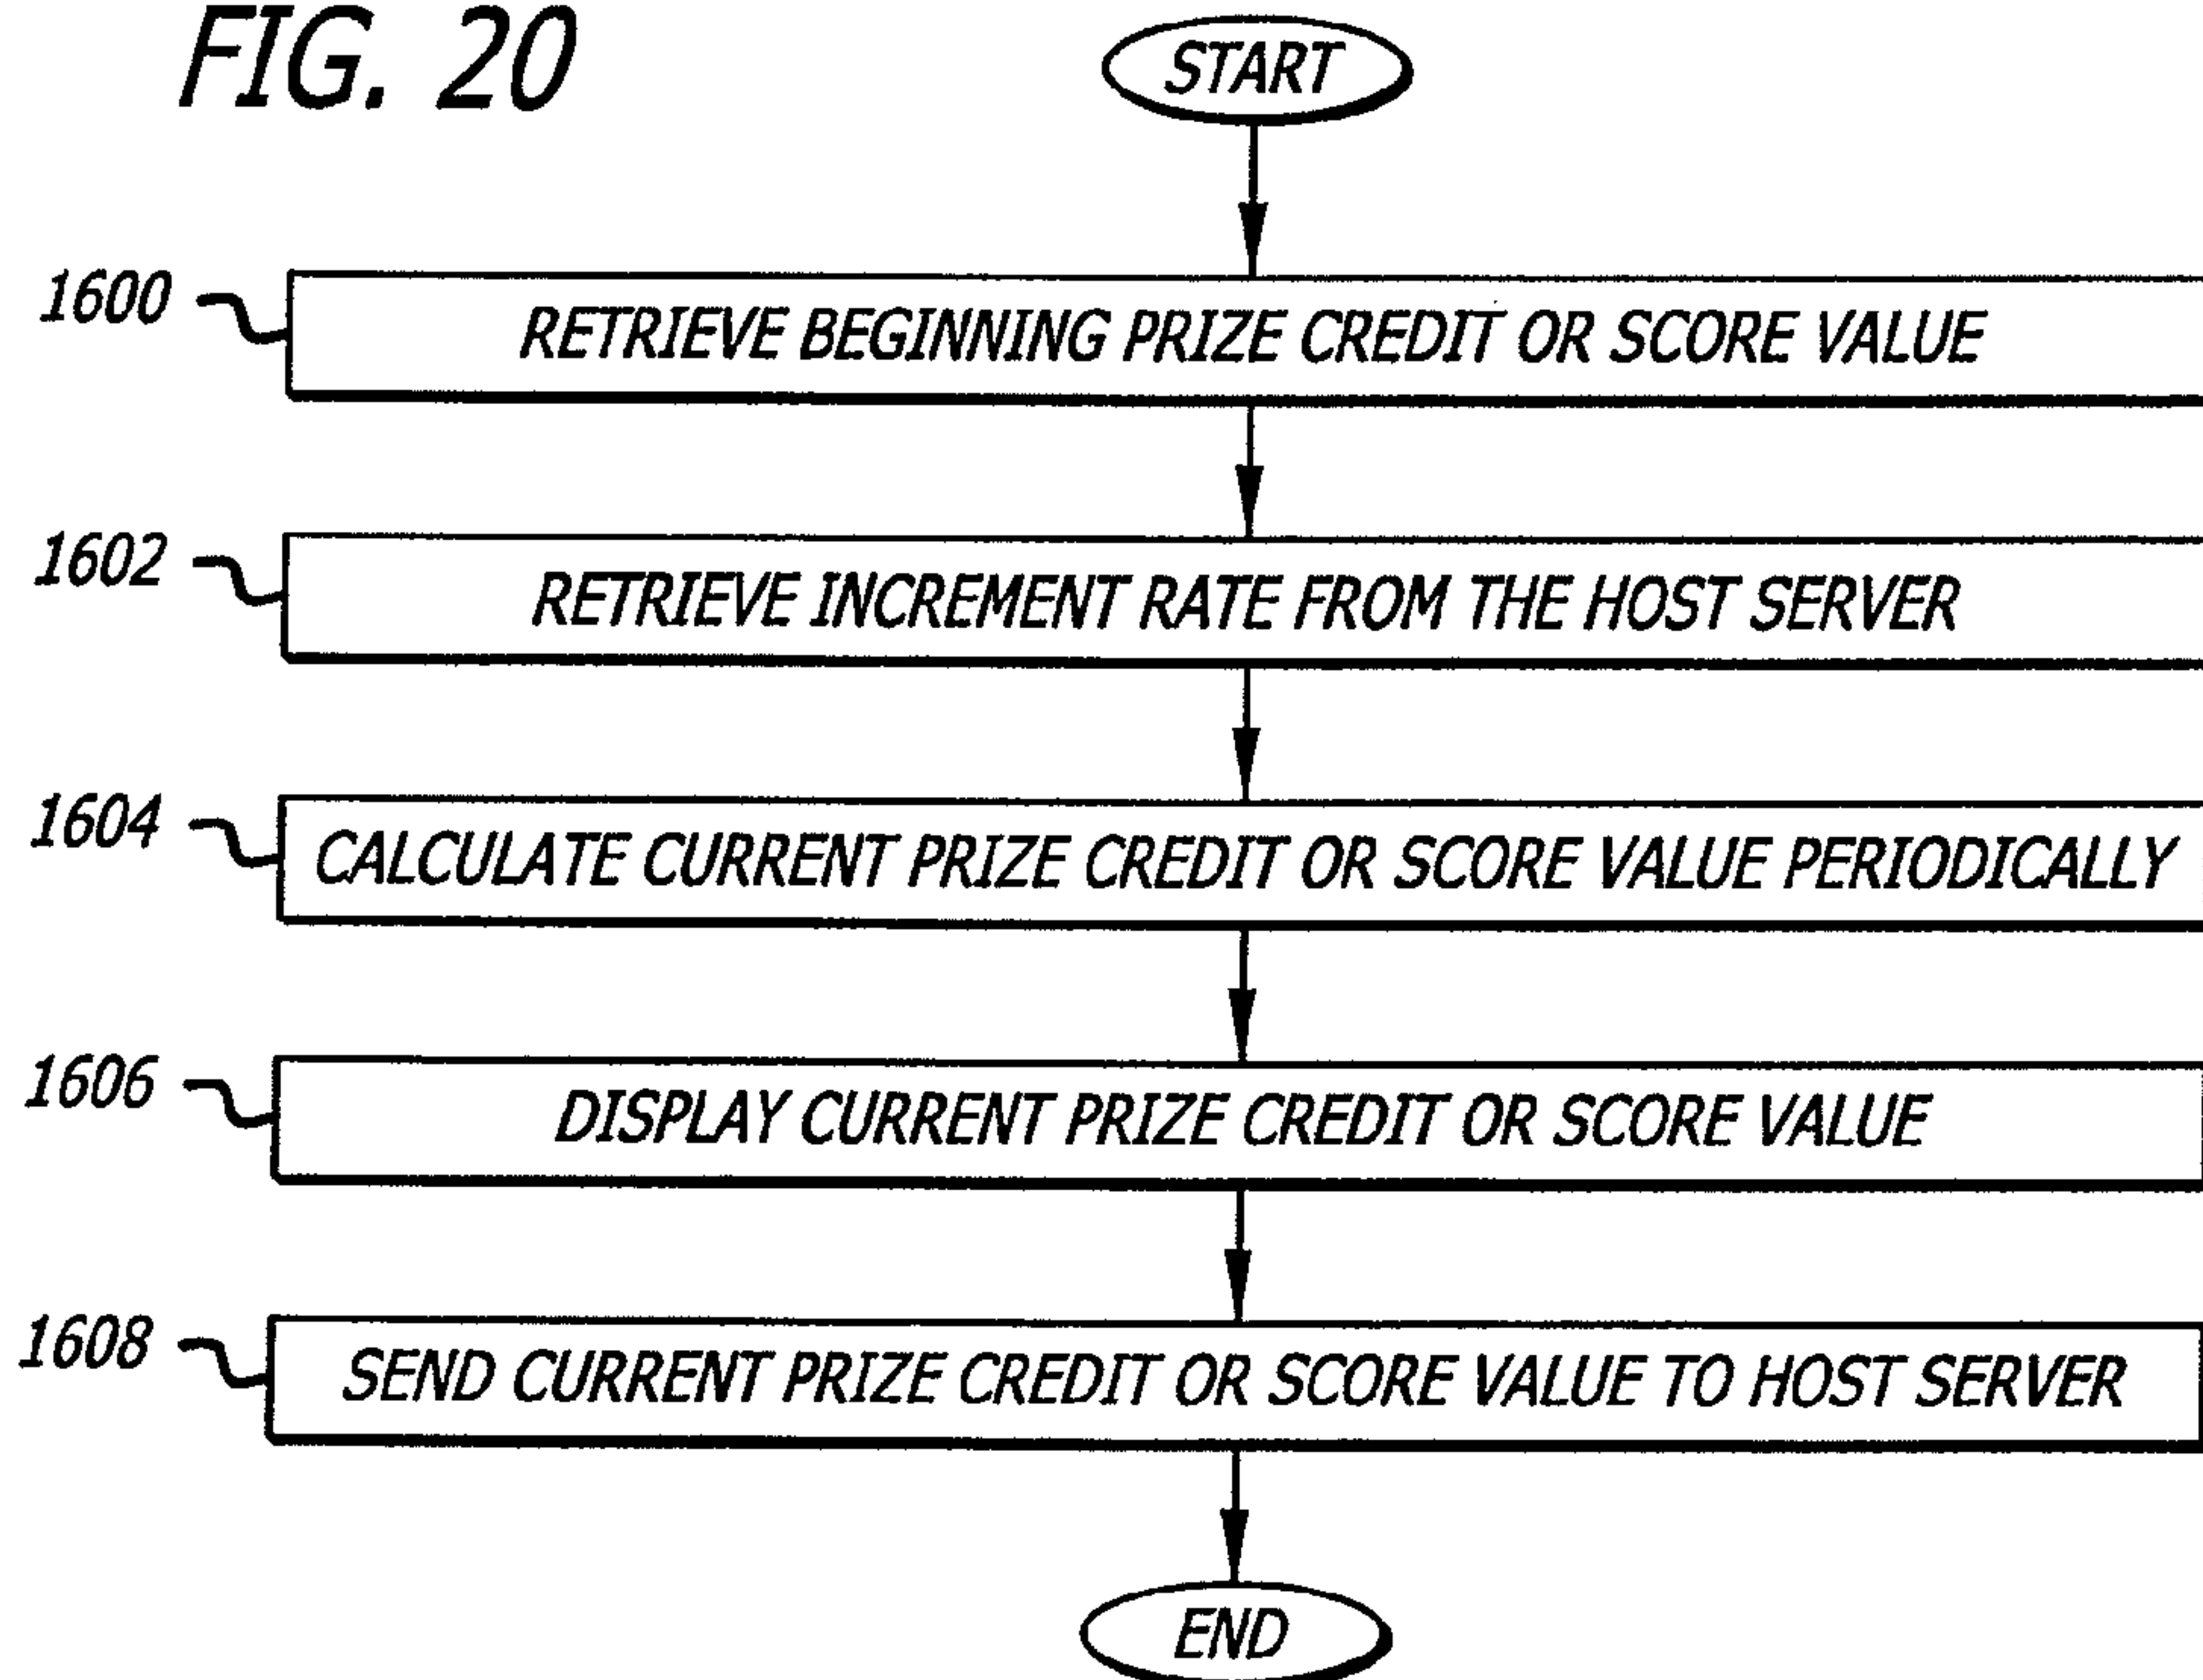 FIG. 20
START
1600
RETRIEVE BEGINNING PRIZE CREDIT OR SCORE VALUE
1602
RETRIEVE INCREMENT RATE FROM THE HOST SERVER
1604
CALCULATE CURRENT PRIZE CREDIT OR SCORE VALUE PERIODICALLY
1606
DISPLAY CURRENT PRIZE CREDIT OR SCORE VALUE
1608
SEND CURRENT PRIZE CREDIT OR SCORE VALUE TO HOST SERVER
END